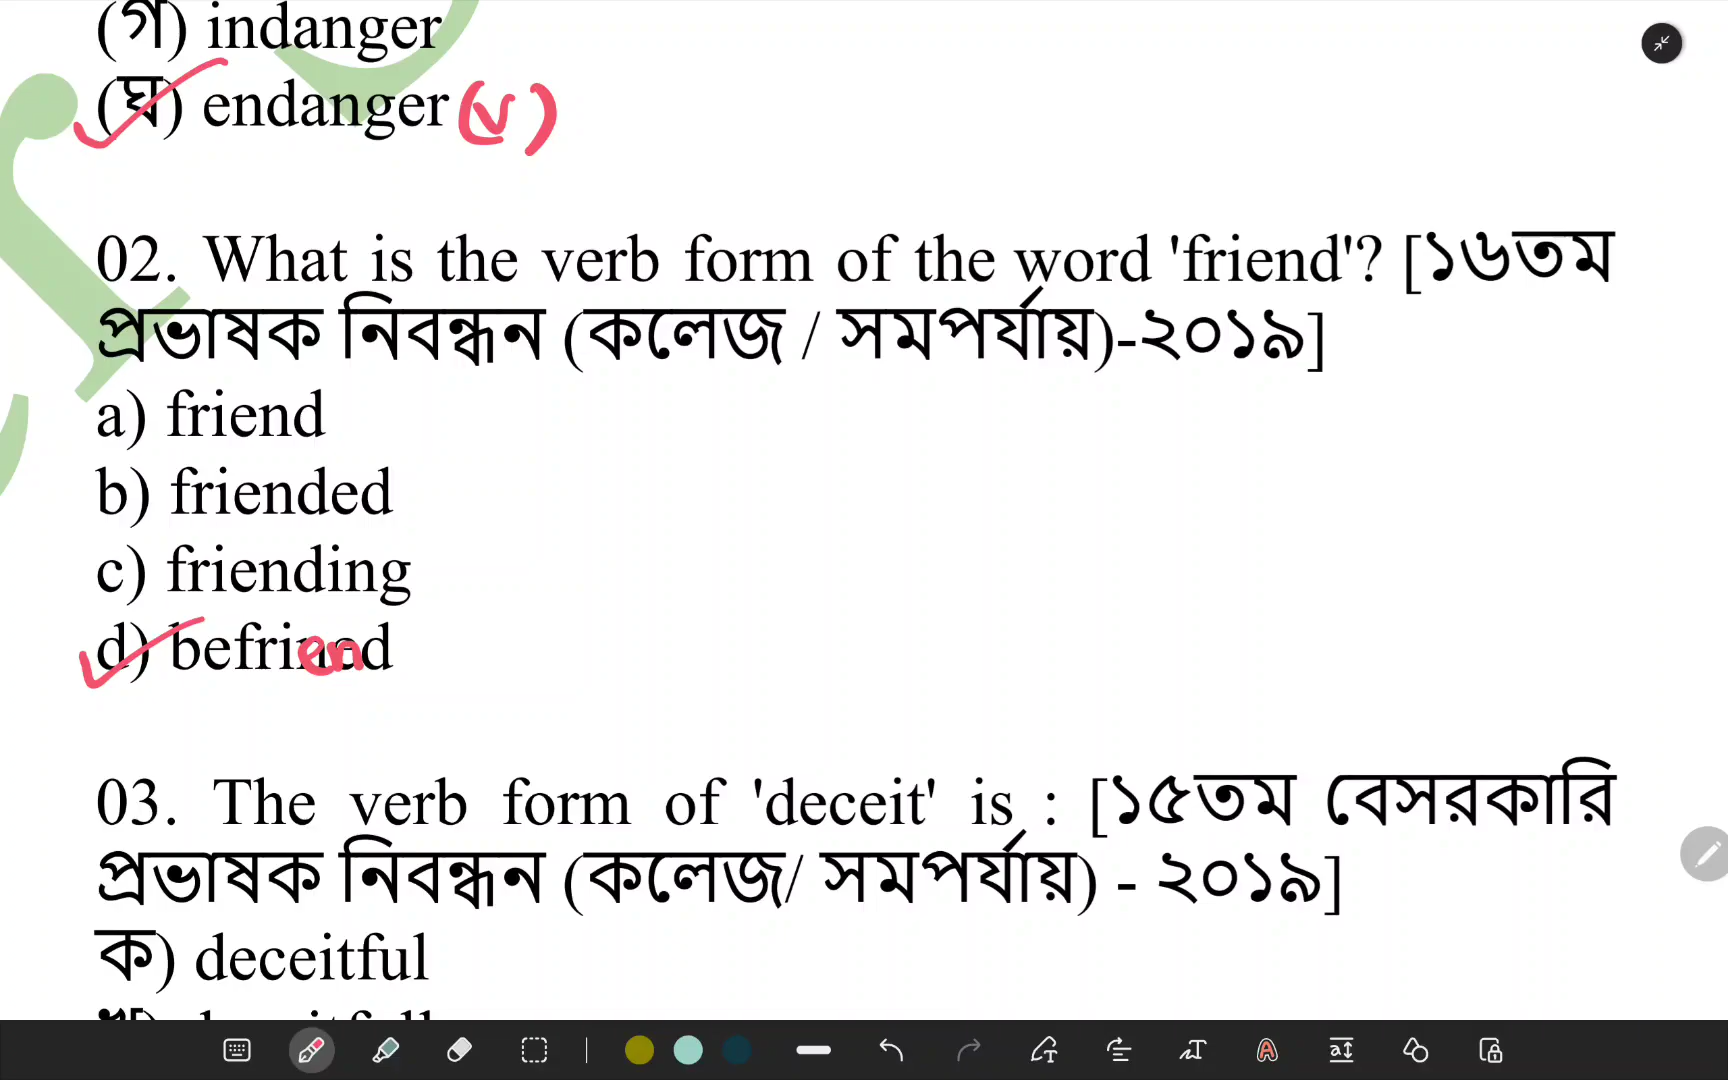 (গ) indanger
(ঘ) endanger (v)
02. What is the verb form of the word 'friend'? [১৬তম
প্রভাষক নিবন্ধন (কলেজ / সমপর্যায়)-২০১৯]
a) friend
b) friended
c) friending
d) befriend
03. The verb form of 'deceit' is : [১৫তম বেসরকারি
প্রভাষক নিবন্ধন (কলেজ/ সমপর্যায়) - ২০১৯]
ক) deceitful